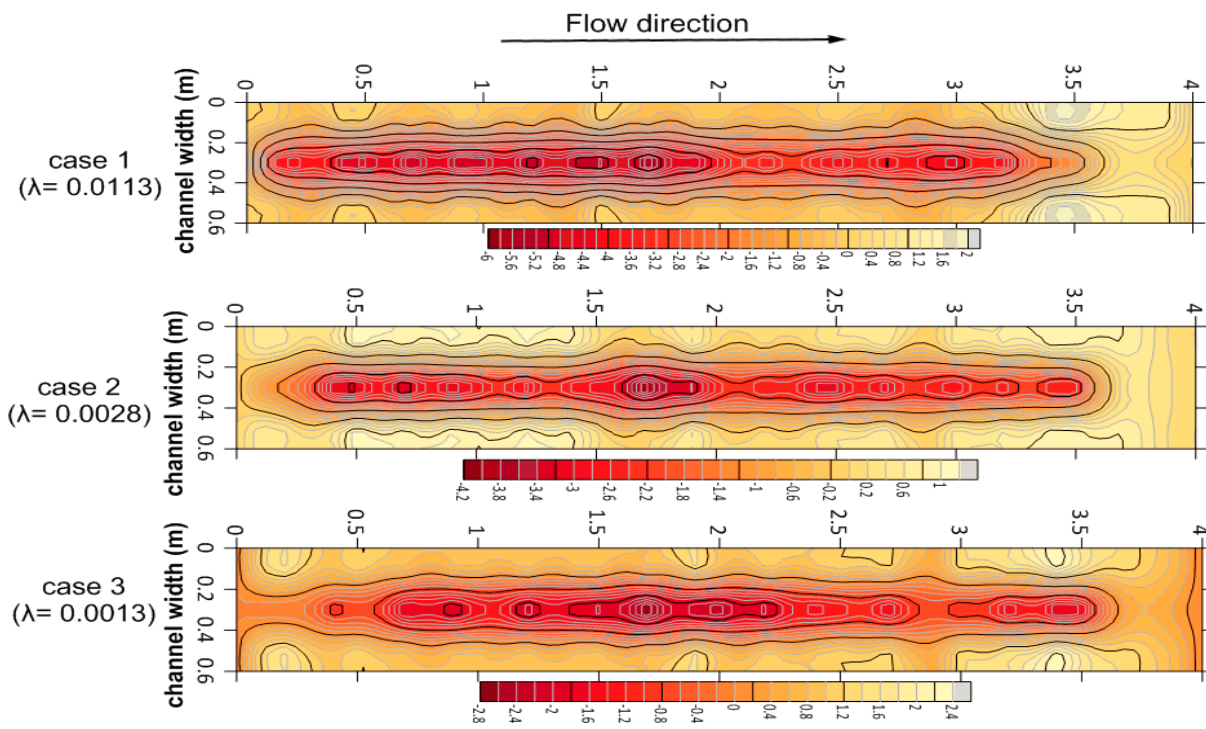 Flow direction
0 0.5 1 1.5 2 2.5 3 3.5 4
channel width (m)
0 0.2 0.4 0.6
case 1
(λ= 0.0113)
-6 -5.6 -5.2 -4.8 -4.4 -4 -3.6 -3.2 -2.8 -2.4 -2 -1.6 -1.2 -0.8 -0.4 0 0.4 0.8 1.2 1.6 2
0 0.5 1 1.5 2 2.5 3 3.5 4
channel width (m)
0 0.2 0.4 0.6
case 2
(λ= 0.0028)
-4.2 -3.8 -3.4 -3 -2.6 -2.2 -1.8 -1.4 -1 -0.6 -0.2 0.2 0.6 1
0 0.5 1 1.5 2 2.5 3 3.5 4
channel width (m)
0 0.2 0.4 0.6
case 3
(λ= 0.0013)
-2.8 -2.4 -2 -1.6 -1.2 -0.8 -0.4 0 0.4 0.8 1.2 1.6 2 2.4